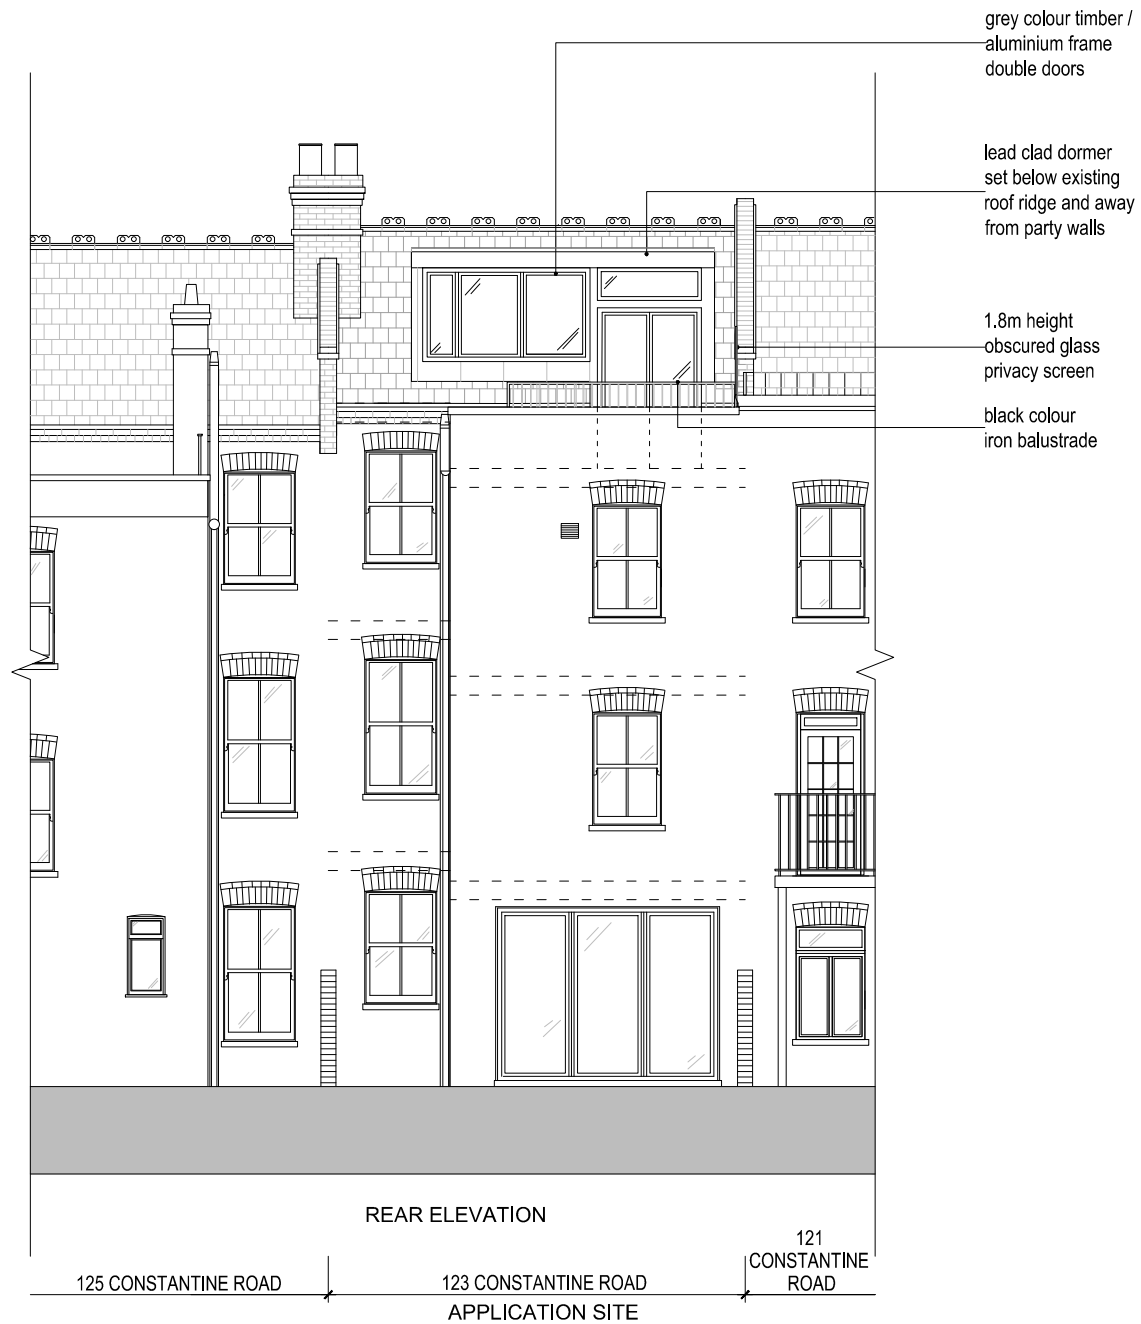 grey colour timber /
aluminium frame
double doors
lead clad dormer
set below existing
roof ridge and away
from party walls
1.8m height
obscured glass
privacy screen
black colour
iron balustrade
REAR ELEVATION
125 CONSTANTINE ROAD
123 CONSTANTINE ROAD
APPLICATION SITE
121
CONSTANTINE
ROAD